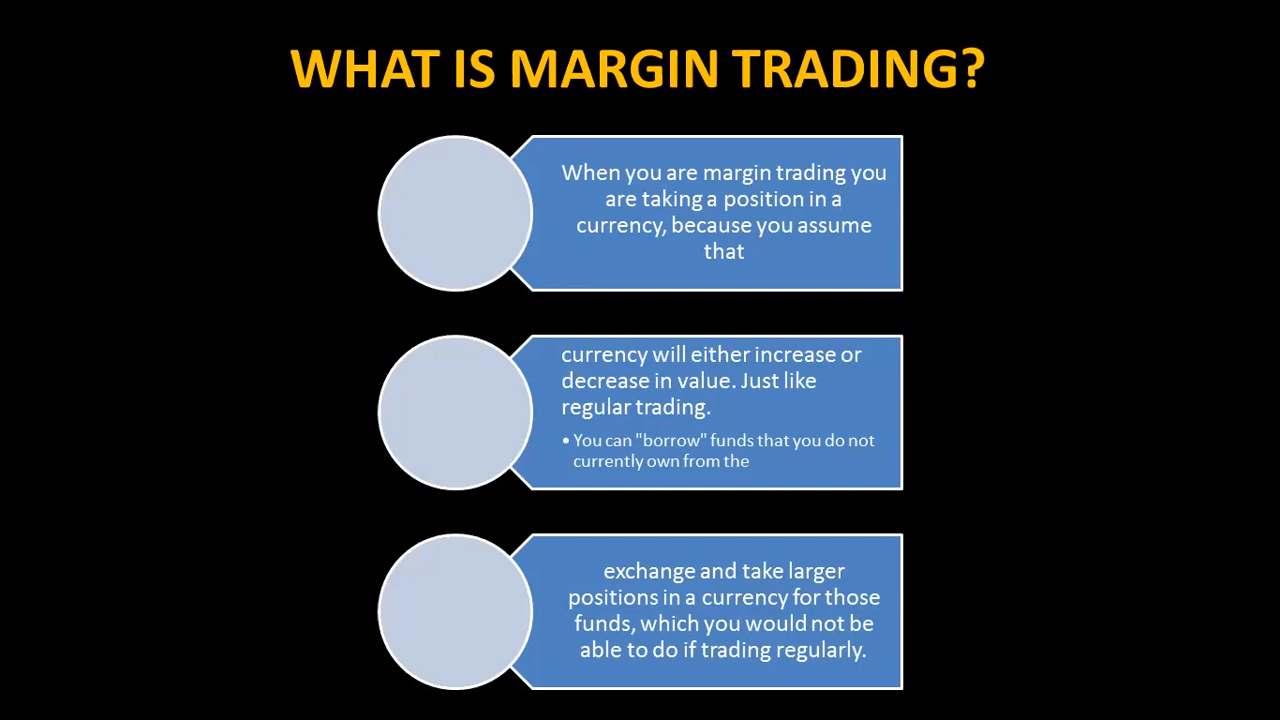 WHAT IS MARGIN TRADING?
When you are margin trading you
are taking a position in a
currency, because you assume
that
currency will either increase or
decrease in value. Just like
regular trading.
• You can "borrow" funds that you do not
currently own from the
exchange and take larger
positions in a currency for those
funds, which you would not be
able to do if trading regularly.